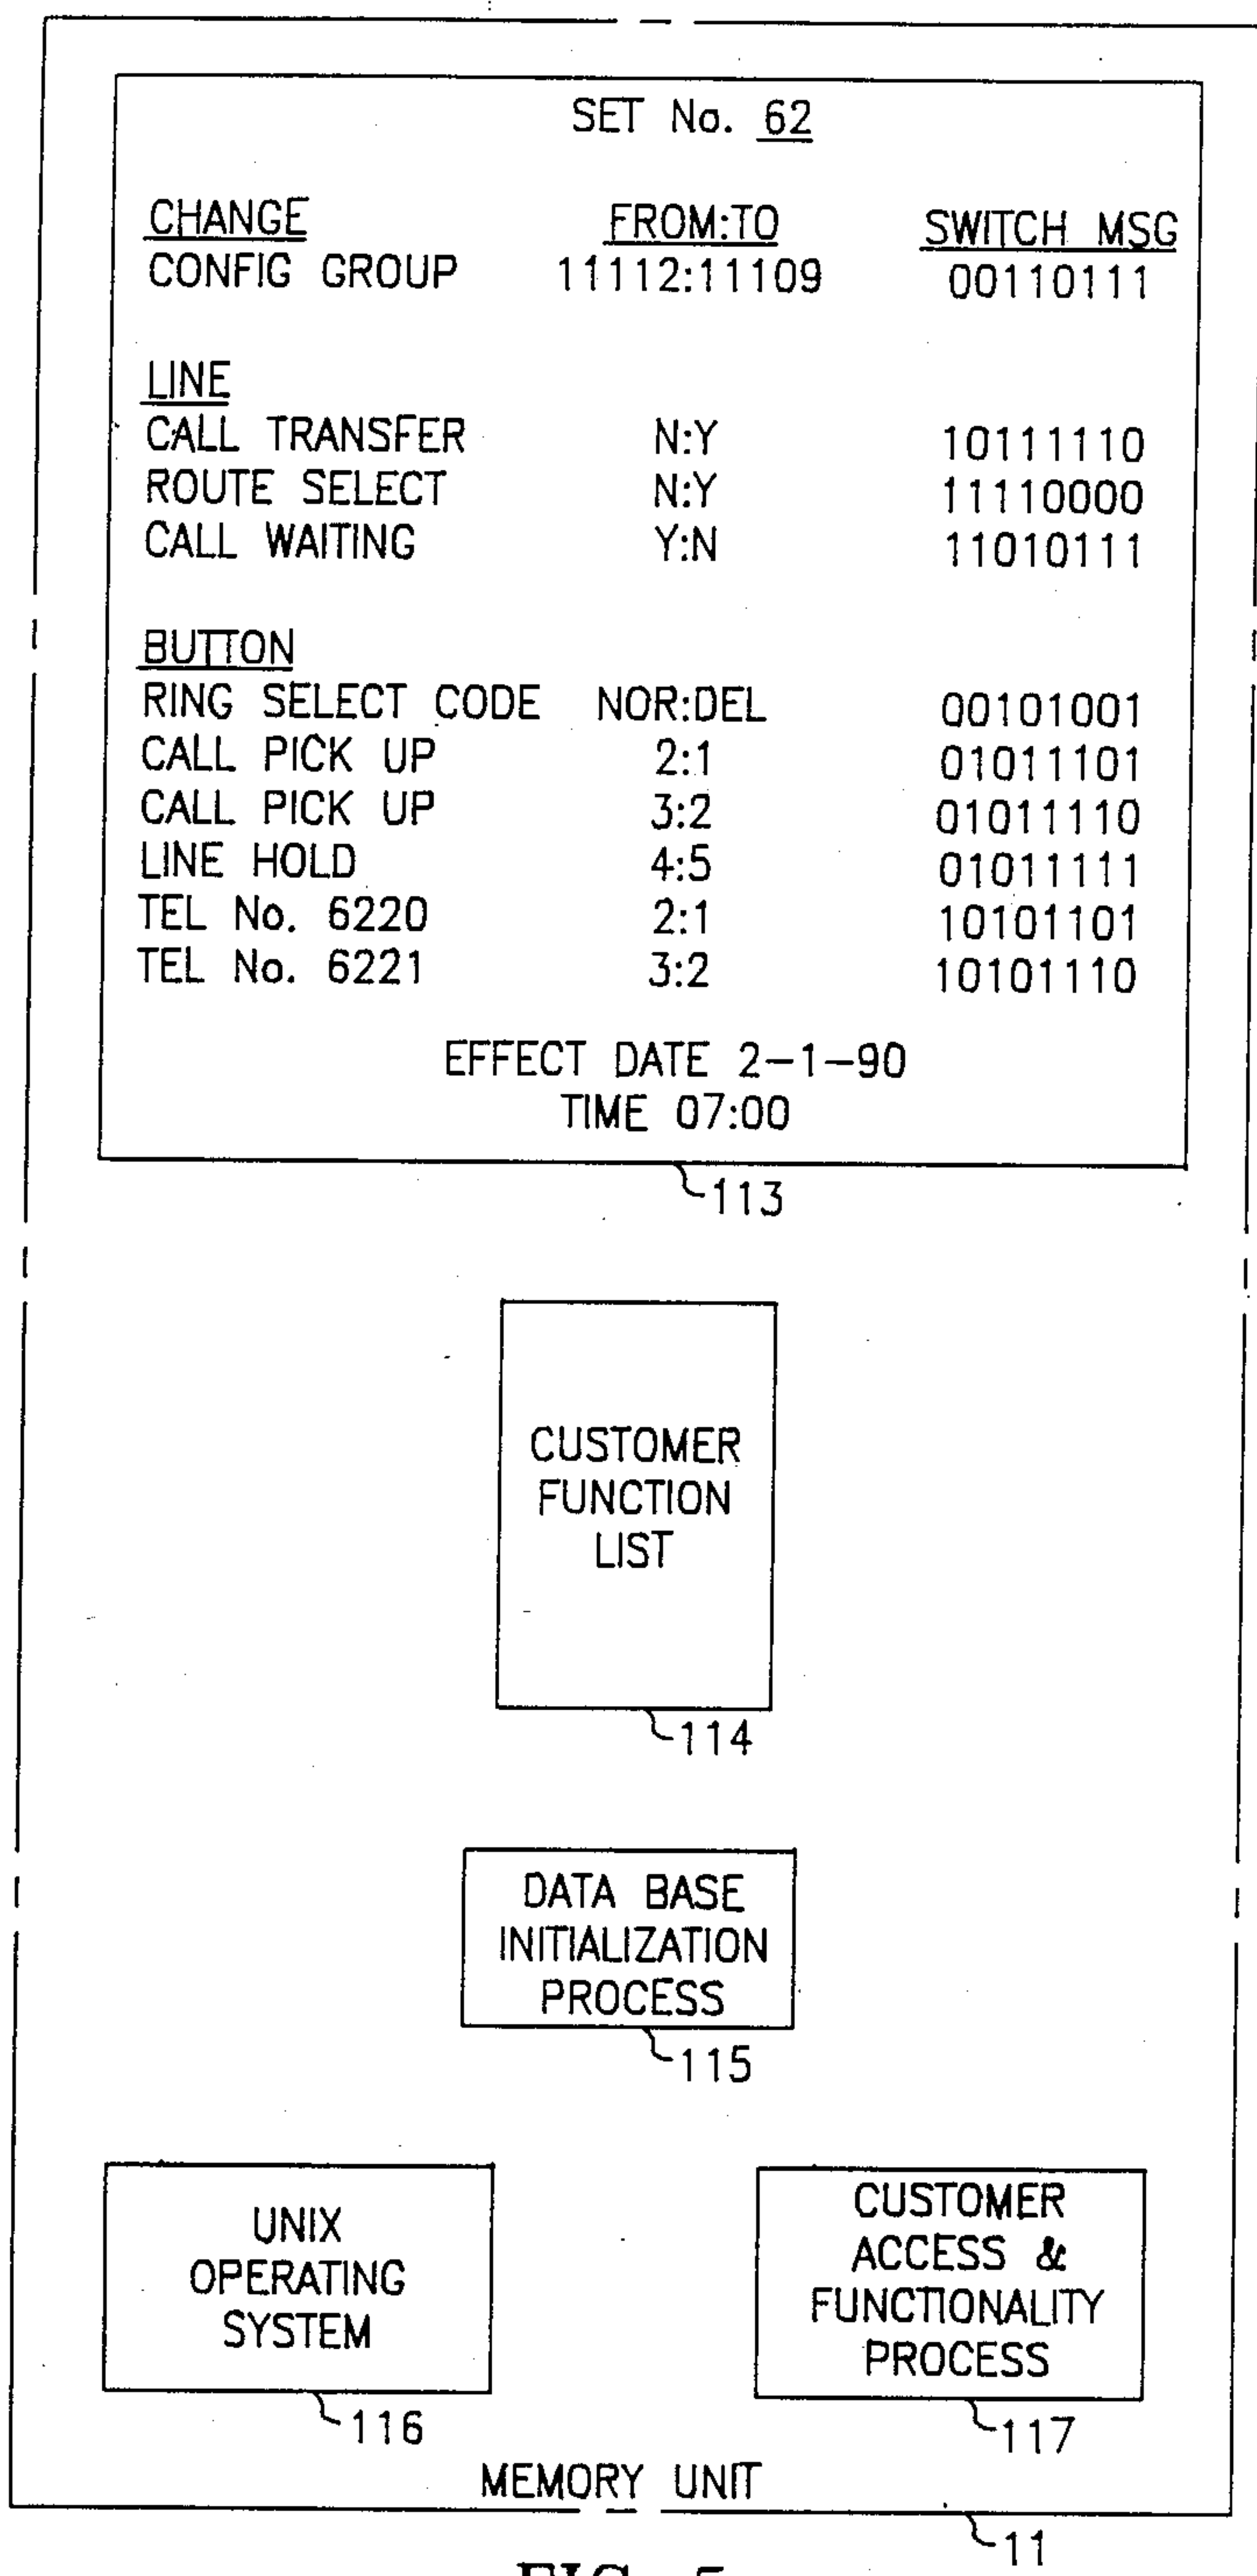 SET No. 62
CHANGE FROM:TO SWITCH MSG
CONFIG GROUP 11112:11109 00110111
LINE
CALL TRANSFER N:Y 10111110
ROUTE SELECT N:Y 11110000
CALL WAITING Y:N 11010111
BUTTON
RING SELECT CODE NOR:DEL 00101001
CALL PICK UP 2:1 01011101
CALL PICK UP 3:2 01011110
LINE HOLD 4:5 01011111
TEL No. 6220 2:1 10101101
TEL No. 6221 3:2 10101110
EFFECT DATE 2-1-90
TIME 07:00
113
CUSTOMER
FUNCTION
LIST
114
DATA BASE
INITIALIZATION
PROCESS
115
UNIX
OPERATING
SYSTEM
116
CUSTOMER
ACCESS &
FUNCTIONALITY
PROCESS
117
MEMORY UNIT
11
FIG. 5